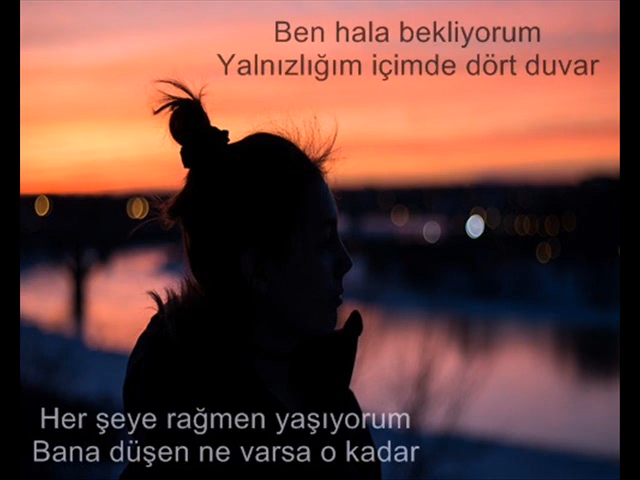 Ben hala bekliyorum
Yalnızlığım içimde dört duvar
Her şeye rağmen yaşıyorum
Bana düşen ne varsa o kadar